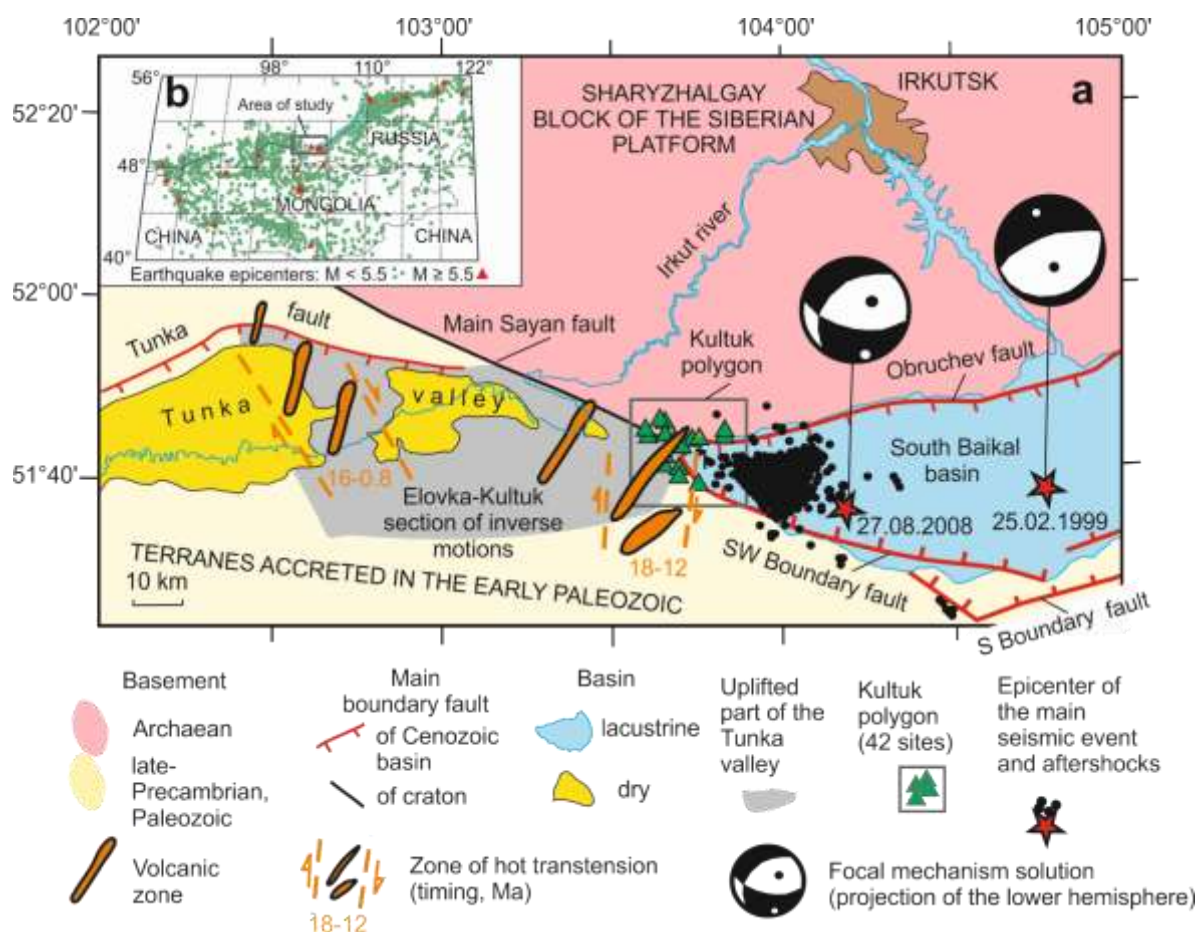 102°00'
103°00'
104°00'
105°00'
52°20'
52°00'
51°40'
b
98°
110°
122°
56°
48°
40°
Area of study
RUSSIA
MONGOLIA
CHINA
CHINA
Earthquake epicenters: M < 5.5 M ≥ 5.5
a
IRKUTSK
SHARYZHALGAY
BLOCK OF THE SIBERIAN
PLATFORM
Irkut river
Tunka
fault
Main Sayan fault
Kultuk
polygon
Obruchev fault
Tunka
valley
South Baikal
basin
16-0.8
Elovka-Kultuk
section of inverse
motions
27.08.2008
25.02.1999
18-12
SW Boundary fault
TERRANES ACCRETED IN THE EARLY PALEOZOIC
10 km
S Boundary fault
Basement
Archaean
late-
Precambrian,
Paleozoic
Volcanic
zone
Main
boundary fault
of Cenozoic
basin
of craton
18-12
Zone of hot transtension
(timing, Ma)
Basin
lacustrine
dry
Uplifted
part of the
Tunka
valley
Kultuk
polygon
(42 sites)
Epicenter of
the main
seismic event
and aftershocks
Focal mechanism solution
(projection of the lower hemisphere)